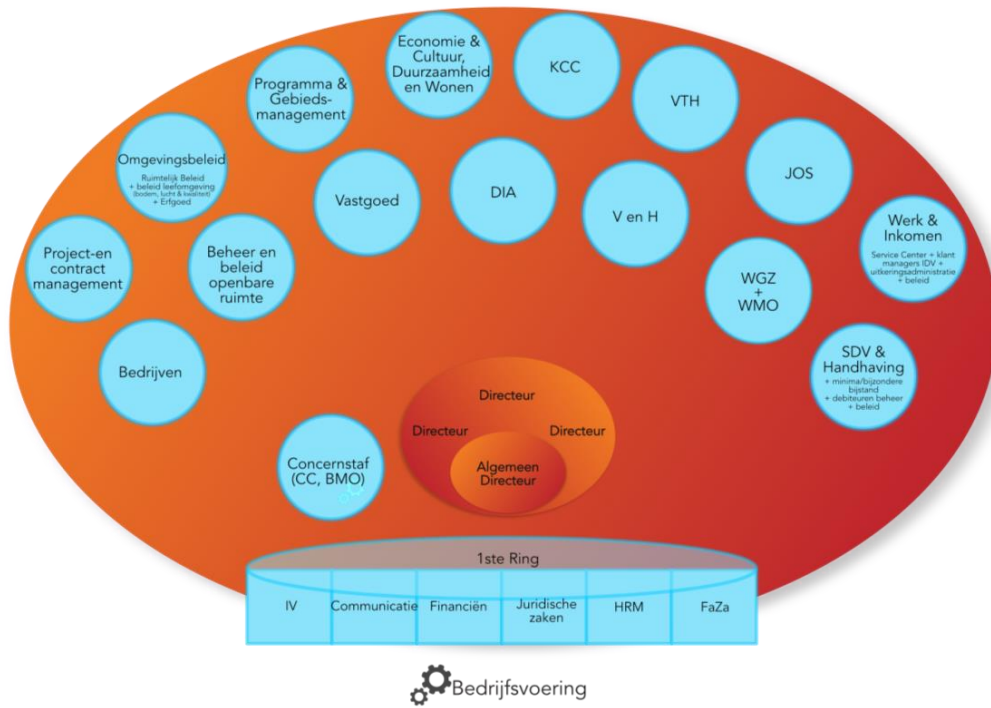 Economie &
Cultuur,
Duurzaamheid
en Wonen
KCC
Programma &
Gebieds-
management
VTH
Omgevingsbeleid
Ruimtelijk Beleid
+ beleid leefomgeving
(bodem, lucht & kwaliteit)
+ Erfgoed
Vastgoed
DIA
V en H
JOS
Project-en
contract
management
Beheer en
beleid
openbare
ruimte
WGZ
+
WMO
Werk &
Inkomen
Service Center + klant
managers IDV +
uitkeringsadministratie
+ beleid
Bedrijven
SDV &
Handhaving
+ minima/bijzondere
bijstand
+ debiteuren beheer
+ beleid
Concernstaf
(CC, BMO)
Directeur
Directeur
Directeur
Algemeen
Directeur
1ste Ring
IV
Communicatie
Financiën
Juridische
zaken
HRM
FaZa
Bedrijfsvoering